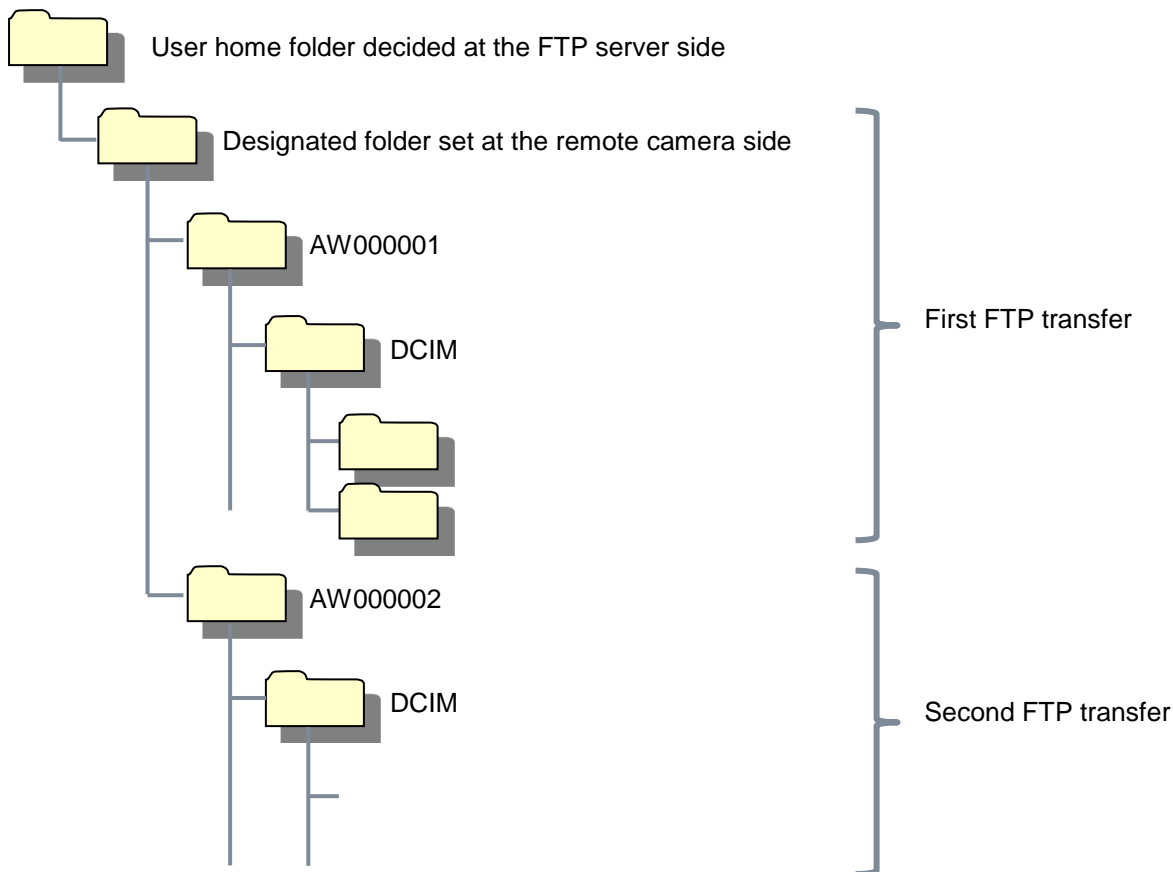 User home folder decided at the FTP server side
Designated folder set at the remote camera side
AW000001
First FTP transfer
DCIM
AW000002
DCIM
Second FTP transfer